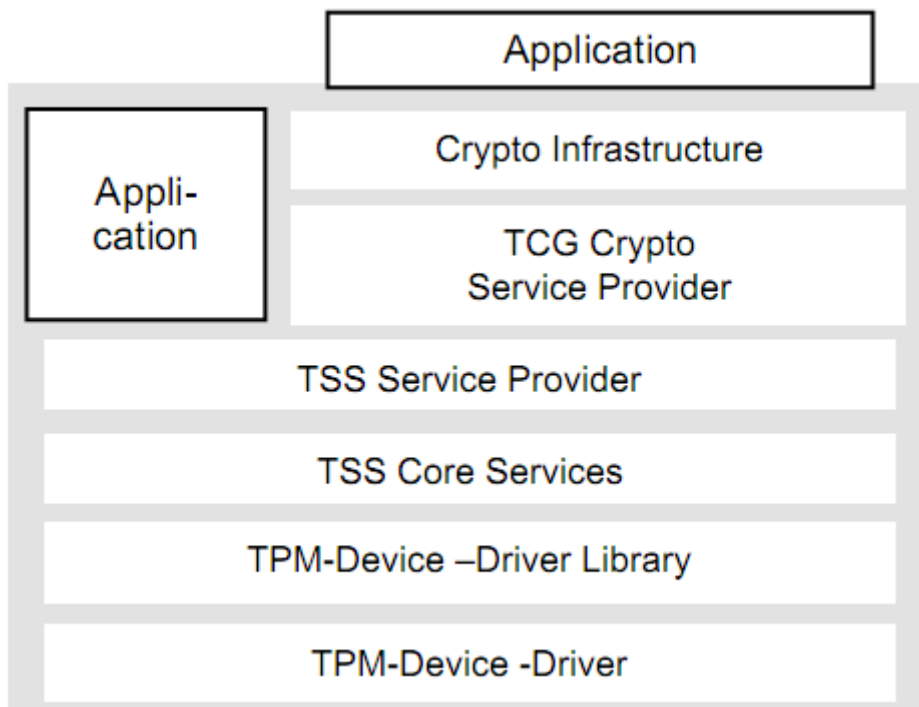 Application
Appli-
cation
Crypto Infrastructure
TCG Crypto
Service Provider
TSS Service Provider
TSS Core Services
TPM-Device –Driver Library
TPM-Device -Driver